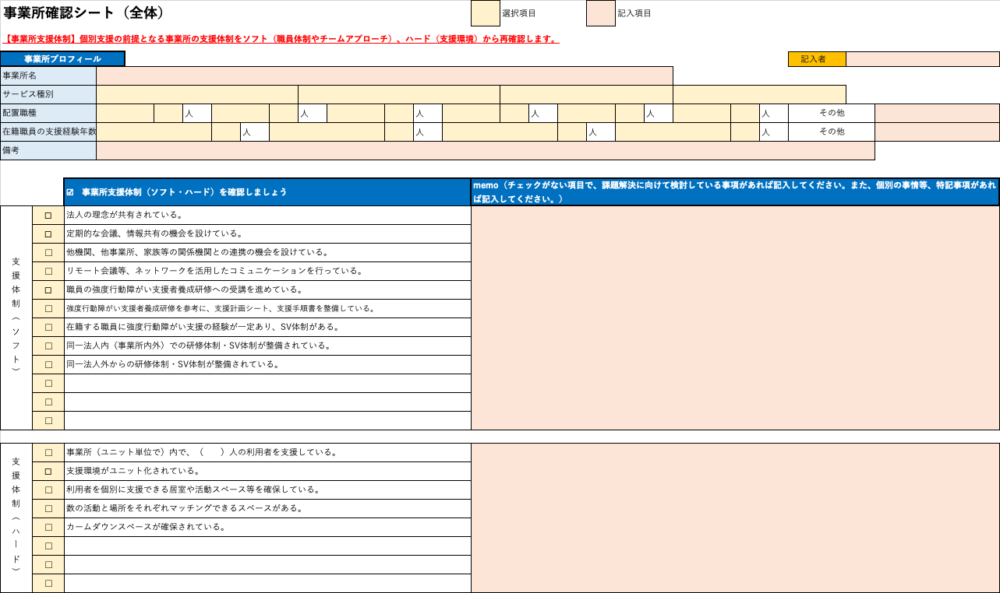 事業所確認シート（全体）
選択項目
記入項目
【事業所支援体制】個別支援の前提となる事業所の支援体制をソフト（職員体制やチームアプローチ）、ハード（支援環境）から再確認します。
事業所プロフィール
記入者
事業所名
サービス種別
配置職種 人 人 人 人 人 人 その他
在籍職員の支援経験年数 人 人 人 人 その他
備考
☑ 事業所支援体制（ソフト・ハード）を確認しましょう
memo（チェックがない項目で、課題解決に向けて検討している事項があれば記入してください。また、個別の事情等、特記事項があれ
ば記入してください。）
支援体制（ソフト）
□ 法人の理念が共有されている。
□ 定期的な会議、情報共有の機会を設けている。
□ 他機関、他事業所、家族等の関係機関との連携の機会を設けている。
□ リモート会議等、ネットワークを活用したコミュニケーションを行っている。
□ 職員の強度行動障がい支援者養成研修への受講を進めている。
□ 強度行動障がい支援者養成研修を参考に、支援計画シート、支援手順書を整備している。
□ 在籍する職員に強度行動障がい支援の経験が一定あり、SV体制がある。
□ 同一法人内（事業所内外）での研修体制・SV体制が整備されている。
□ 同一法人外からの研修体制・SV体制が整備されている。
□
□
□
支援体制（ハード）
□ 事業所（ユニット単位で）内で、（　　）人の利用者を支援している。
□ 支援環境がユニット化されている。
□ 利用者を個別に支援できる居室や活動スペース等を確保している。
□ 数の活動と場所をそれぞれマッチングできるスペースがある。
□ カームダウンスペースが確保されている。
□
□
□